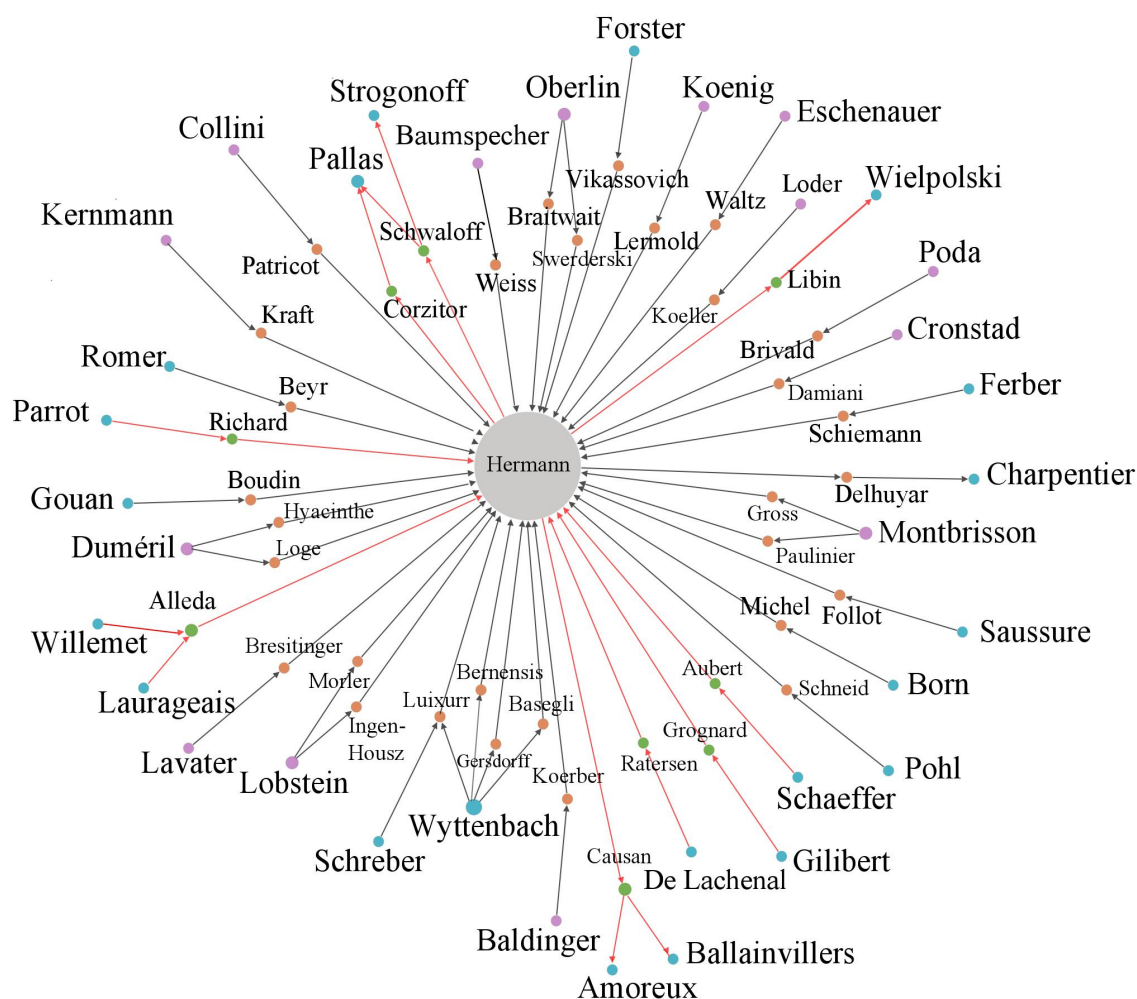 Forster
Strogonoff
Oberlin
Koenig
Eschenauer
Collini
Baumspecher
Pallas
Vikassovich
Loder
Wielpolski
Kernmann
Schwaloff
Braitwait
Waltz
Lermold
Swerderski
Patricot
Weiss
Poda
Libin
Corzitor
Koeller
Kraft
Cronstad
Brivald
Romer
Beyr
Damiani
Ferber
Parrot
Richard
Schiemann
Hermann
Charpentier
Gouan
Boudin
Delhuyar
Hyacinthe
Gross
Montbrisson
Duméril
Loge
Paulinier
Alleda
Michel
Follot
Willemet
Saussure
Bresitinger
Morler
Bernensis
Aubert
Schneid
Born
Laurageais
Luixurr
Basegli
Ingen-
Housz
Grognard
Lavater
Gersdorff
Ratersen
Lobstein
Koerber
Pohl
Schaeffer
Wyttenbach
Schreber
Causan
De Lachenal
Gilibert
Baldinger
Ballainvillers
Amoreux